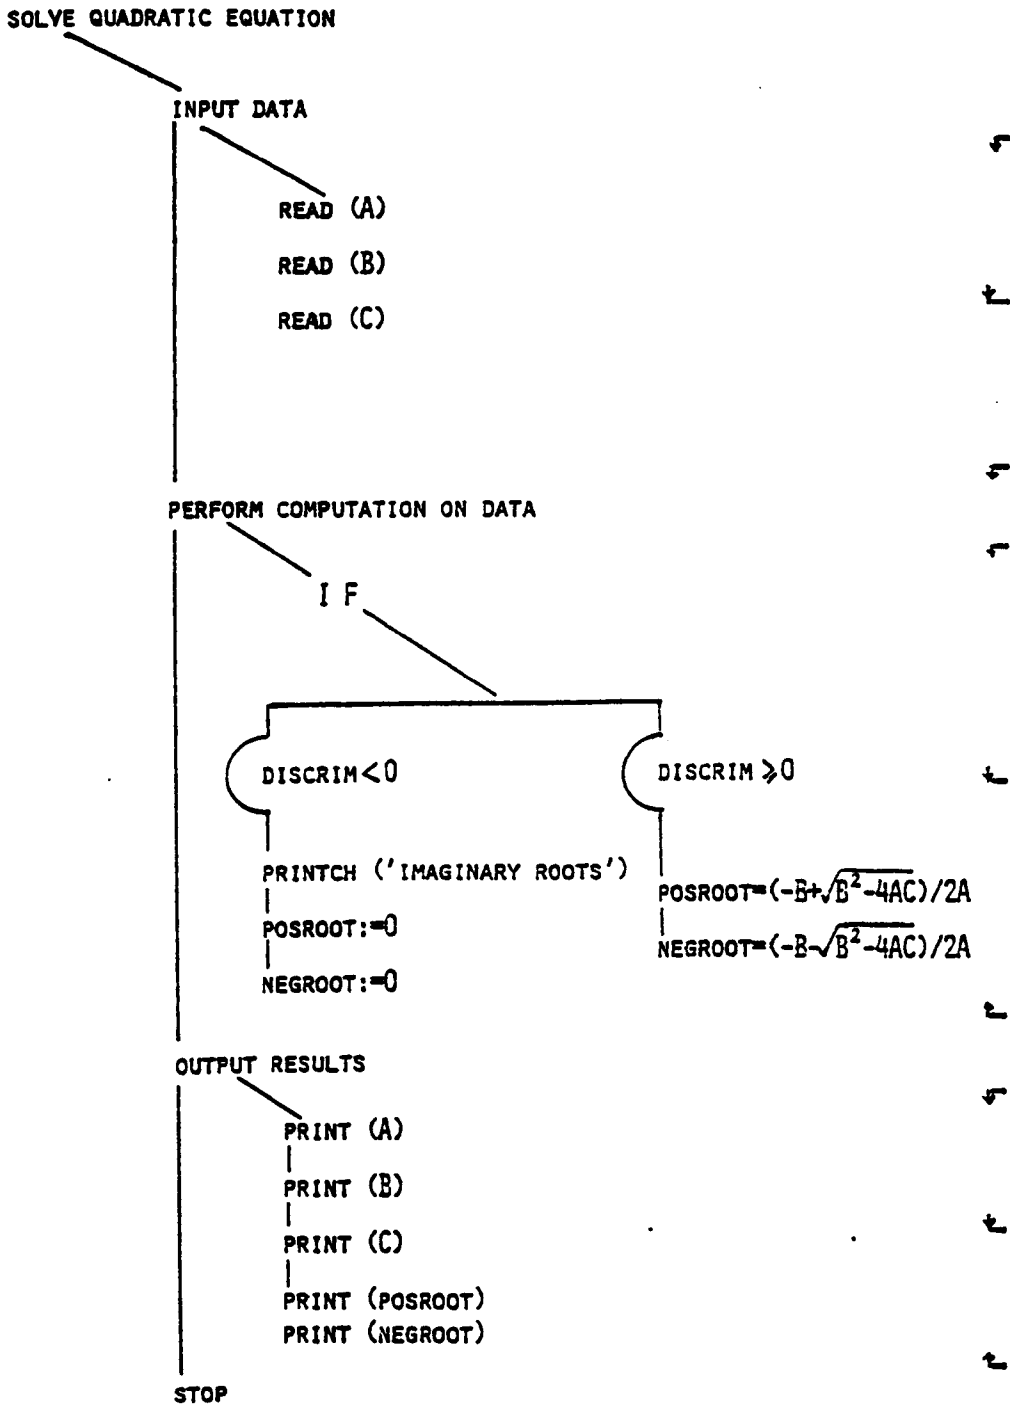 SOLVE QUADRATIC EQUATION
INPUT DATA
READ (A)
READ (B)
READ (C)
PERFORM COMPUTATION ON DATA
I F
DISCRIM<0
DISCRIM⩾0
PRINTCH ('IMAGINARY ROOTS')
POSROOT:=0
NEGROOT:=0
POSROOT=(-B+√B²-4AC)/2A
NEGROOT=(-B-√B²-4AC)/2A
OUTPUT RESULTS
PRINT (A)
PRINT (B)
PRINT (C)
PRINT (POSROOT)
PRINT (NEGROOT)
STOP